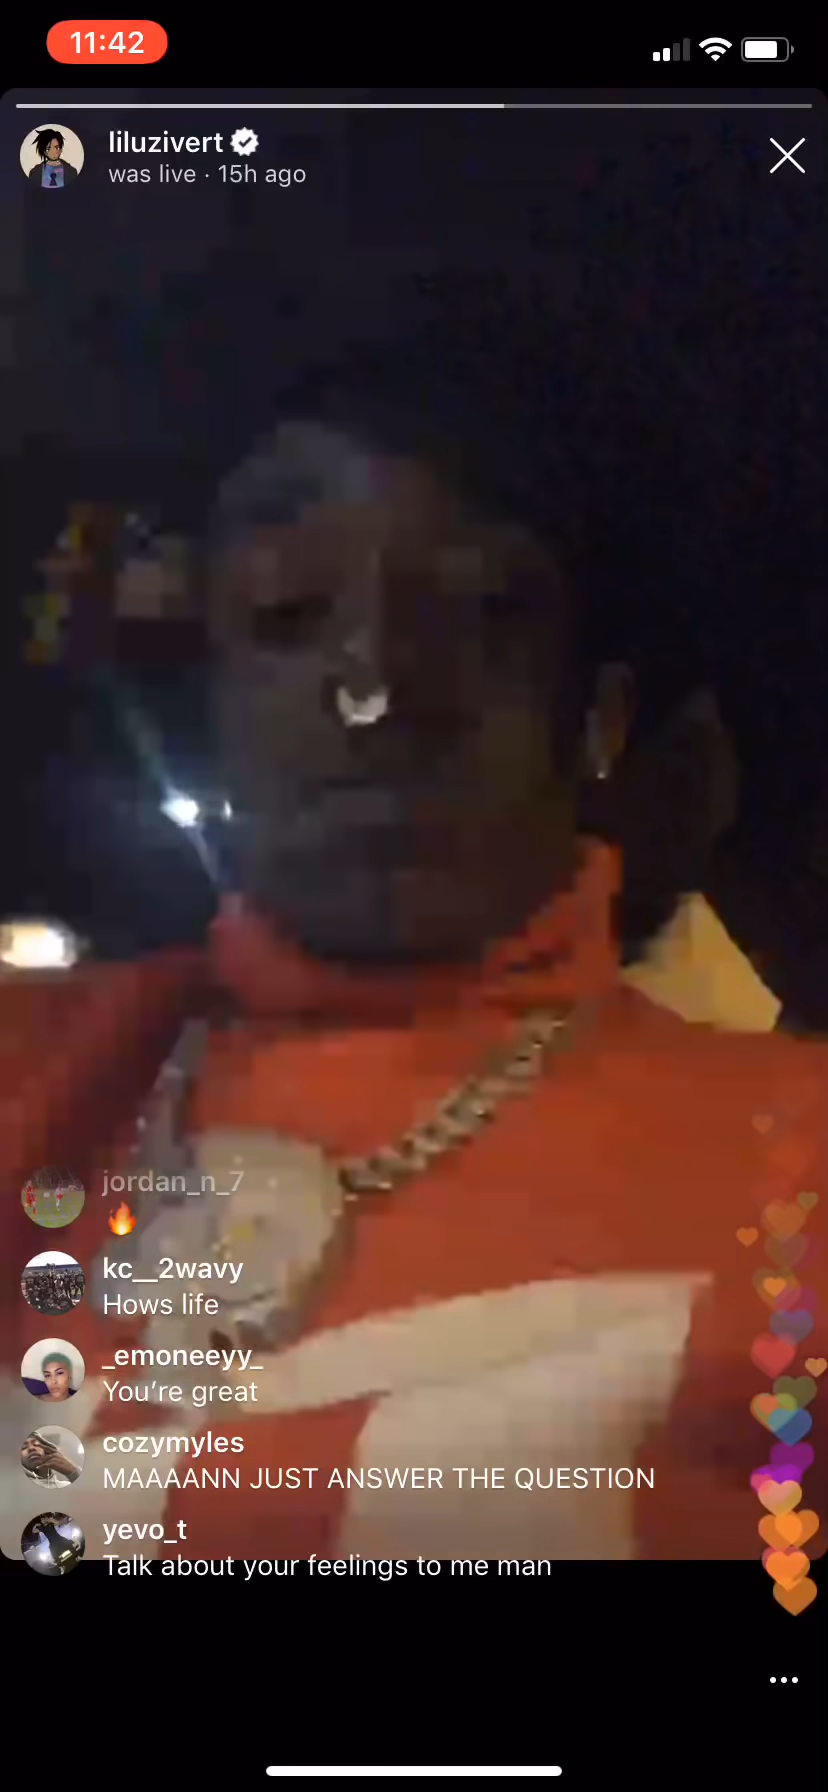 11:42
liluzivert
was live · 15h ago
jordan_n_7
🔥
kc__2wavy
Hows life
_emoneeyy_
You're great
cozymyles
MAAAANN JUST ANSWER THE QUESTION
yevo_t
Talk about your feelings to me man